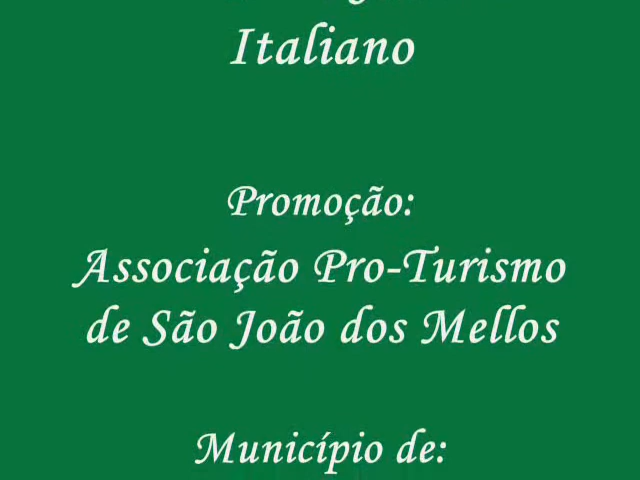 Italiano
Promoção:
Associação Pro-Turismo
de São João dos Mellos
Município de: